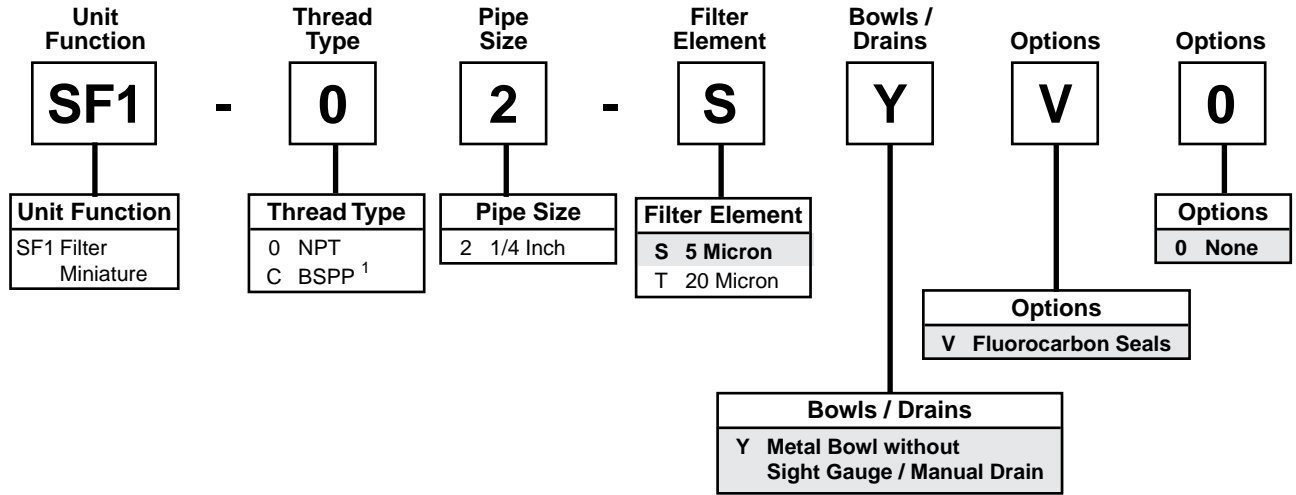 Unit
Function
Thread
Type
Pipe
Size
Filter
Element
Bowls /
Drains
Options
Options
SF1 - 0 2 - S Y V 0
Unit Function
SF1 Filter
Miniature
Thread Type
0 NPT
C BSPP 1
Pipe Size
2 1/4 Inch
Filter Element
S 5 Micron
T 20 Micron
Options
0 None
Options
V Fluorocarbon Seals
Bowls / Drains
Y Metal Bowl without
Sight Gauge / Manual Drain